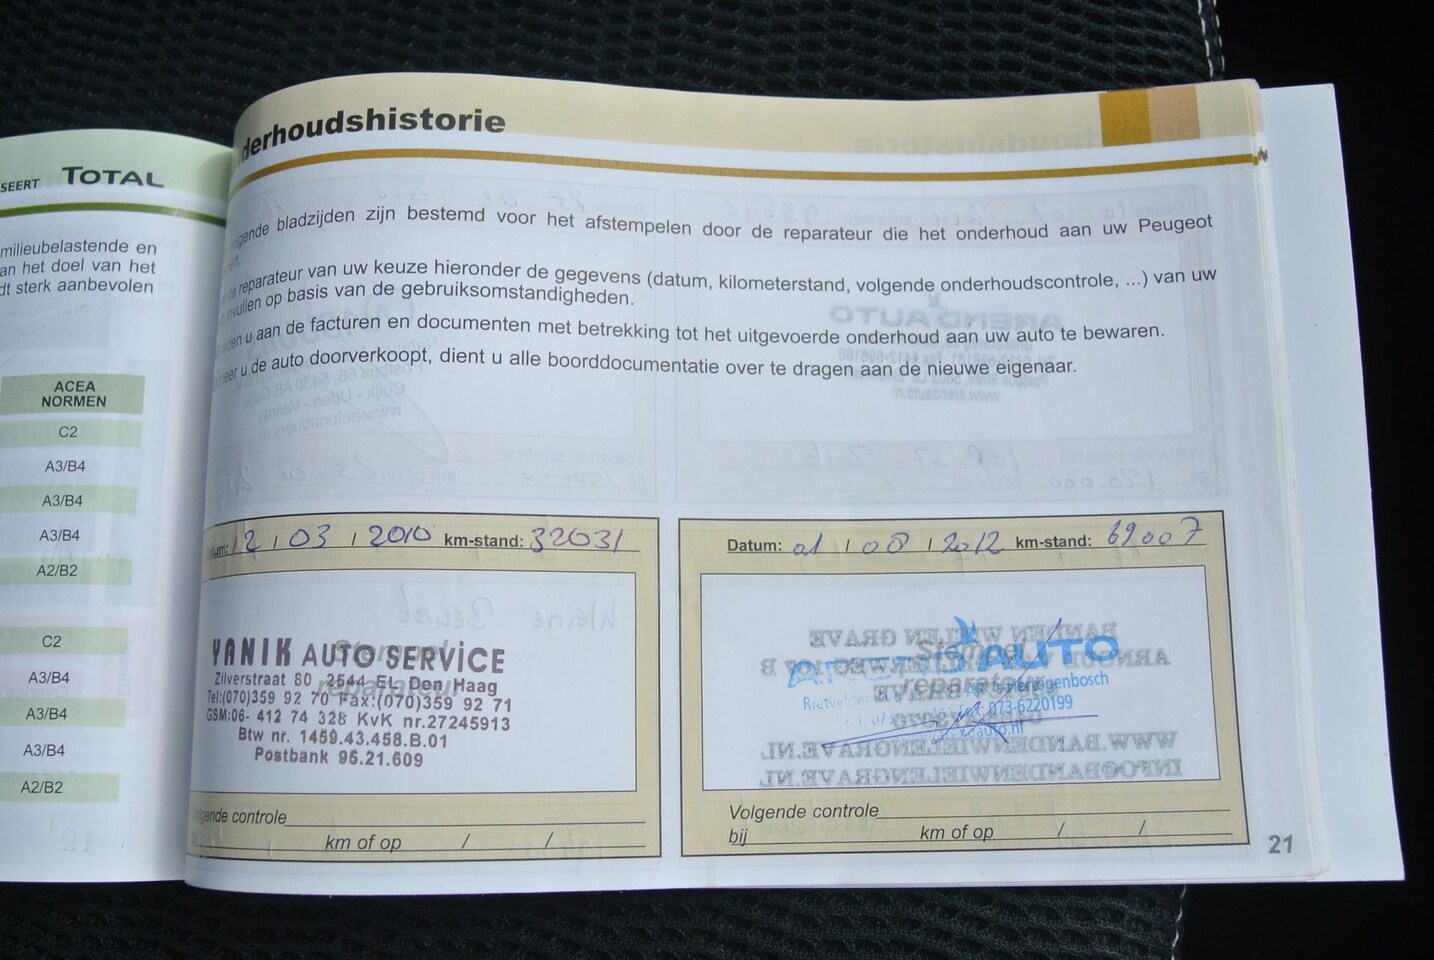 SEERT TOTAL
milieubelastende en
an het doel van het
dt sterk aanbevolen
ACEA
NORMEN
C2
A3/B4
A3/B4
A3/B4
A2/B2
C2
A3/B4
A3/B4
A3/B4
A2/B2
derhoudshistorie
lgende bladzijden zijn bestemd voor het afstempelen door de reparateur die het onderhoud aan uw Peugeot
reparateur van uw keuze hieronder de gegevens (datum, kilometerstand, volgende onderhoudscontrole, ...) van uw
invullen op basis van de gebruiksomstandigheden.
u aan de facturen en documenten met betrekking tot het uitgevoerde onderhoud aan uw auto te bewaren.
u de auto doorverkoopt, dient u alle boorddocumentatie over te dragen aan de nieuwe eigenaar.
12 / 03 / 2010 km-stand: 32031
Stempel
reparateur
YANIK AUTO SERVICE
Zilverstraat 80 2544 EL Den Haag
Tel:(070)359 92 70 Fax:(070)359 92 71
GSM:06- 412 74 328 KvK nr.27245913
Btw nr. 1459.43.458.B.01
Postbank 95.21.609
lgende controle
km of op / /
Datum: 01 / 08 / 2012 km-stand: 69007
Stempel
reparateur
AUTO
's-Hertogenbosch
073-6220199
Volgende controle
bij km of op / /
21